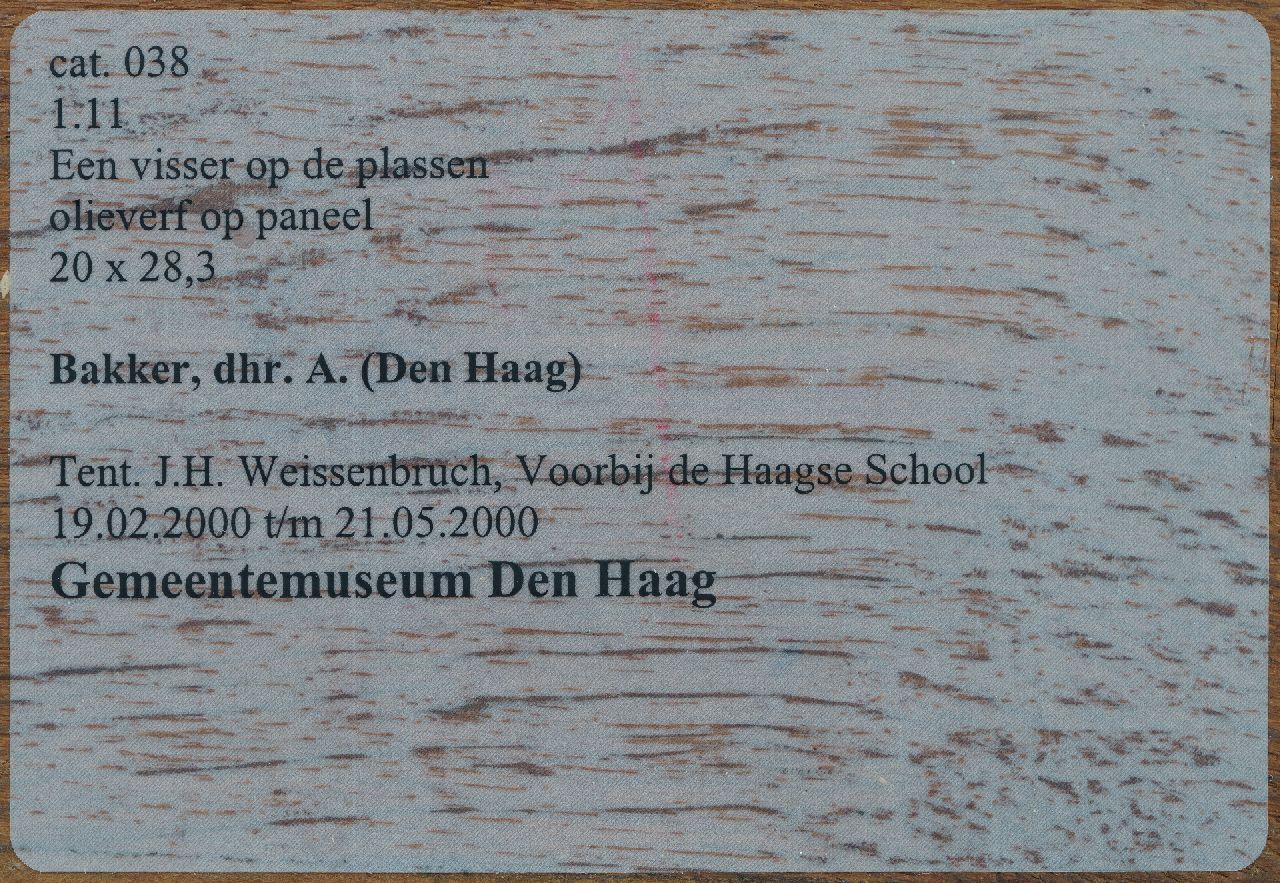 cat. 038
1:11
Een visser op de plassen
olieverf op paneel
20 x 28,3
Bakker, dhr. A. (Den Haag)
Tent. J.H. Weissenbruch, Voorbij de Haagse School
19.02.2000 t/m 21.05.2000
Gemeentemuseum Den Haag